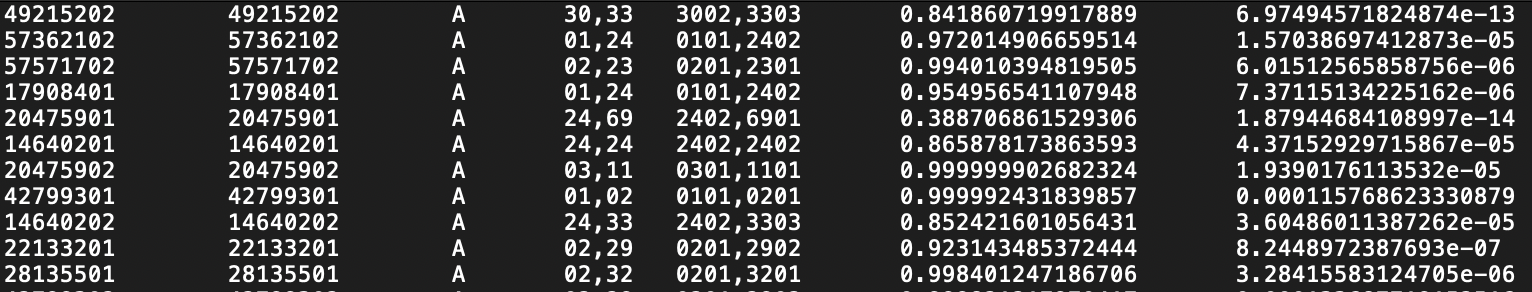 49215202 49215202 A 30,33 3002,3303 0.841860719917889 6.97494571824874e-13
57362102 57362102 A 01,24 0101,2402 0.972014906659514 1.57038697412873e-05
57571702 57571702 A 02,23 0201,2301 0.994010394819505 6.01512565858756e-06
17908401 17908401 A 01,24 0101,2402 0.954956541107948 7.37115134225162e-06
20475901 20475901 A 24,69 2402,6901 0.388706861529306 1.87944684108997e-14
14640201 14640201 A 24,24 2402,2402 0.865878173863593 4.37152929715867e-05
20475902 20475902 A 03,11 0301,1101 0.999999902682324 1.93901761135​32e-05
42799301 42799301 A 01,02 0101,0201 0.999992431839857 0.000115768623330879
14640202 14640202 A 24,33 2402,3303 0.852421601056431 3.60486011387262e-05
22133201 22133201 A 02,29 0201,2902 0.923143485372444 8.2448972387693e-07
28135501 28135501 A 02,32 0201,3201 0.998401247186706 3.28415583124705e-06